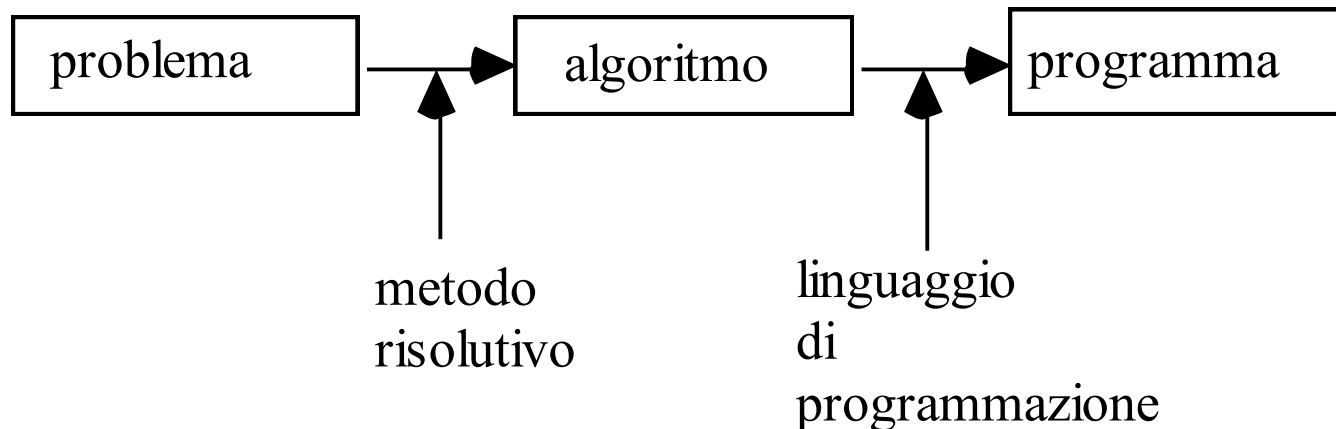 problema
algoritmo
programma
metodo
risolutivo
linguaggio
di
programmazione